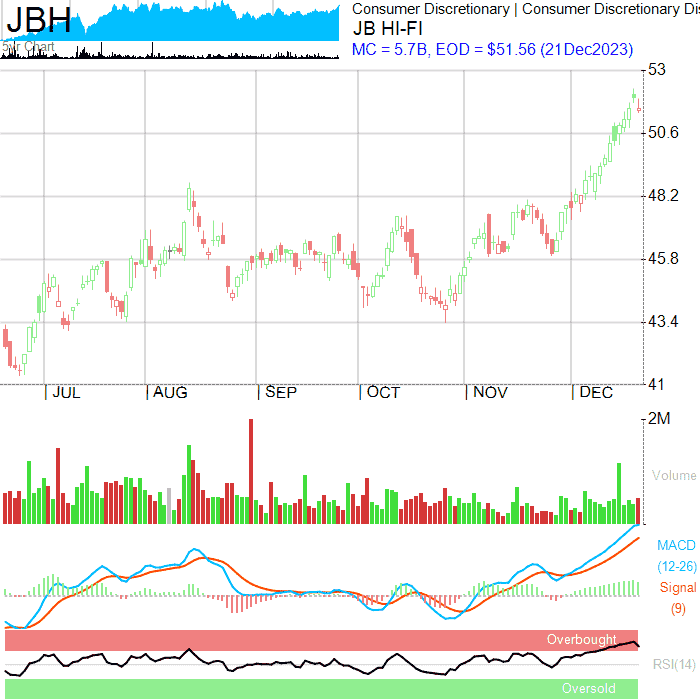 JBH
5yr Chart
Consumer Discretionary | Consumer Discretionary Dis
JB HI-FI
MC = 5.7B, EOD = $51.56 (21Dec2023)
53
50.6
48.2
45.8
43.4
41
| JUL | AUG | SEP | OCT | NOV | DEC
2M
Volume
MACD
(12-26)
Signal
(9)
Overbought
RSI(14)
Oversold